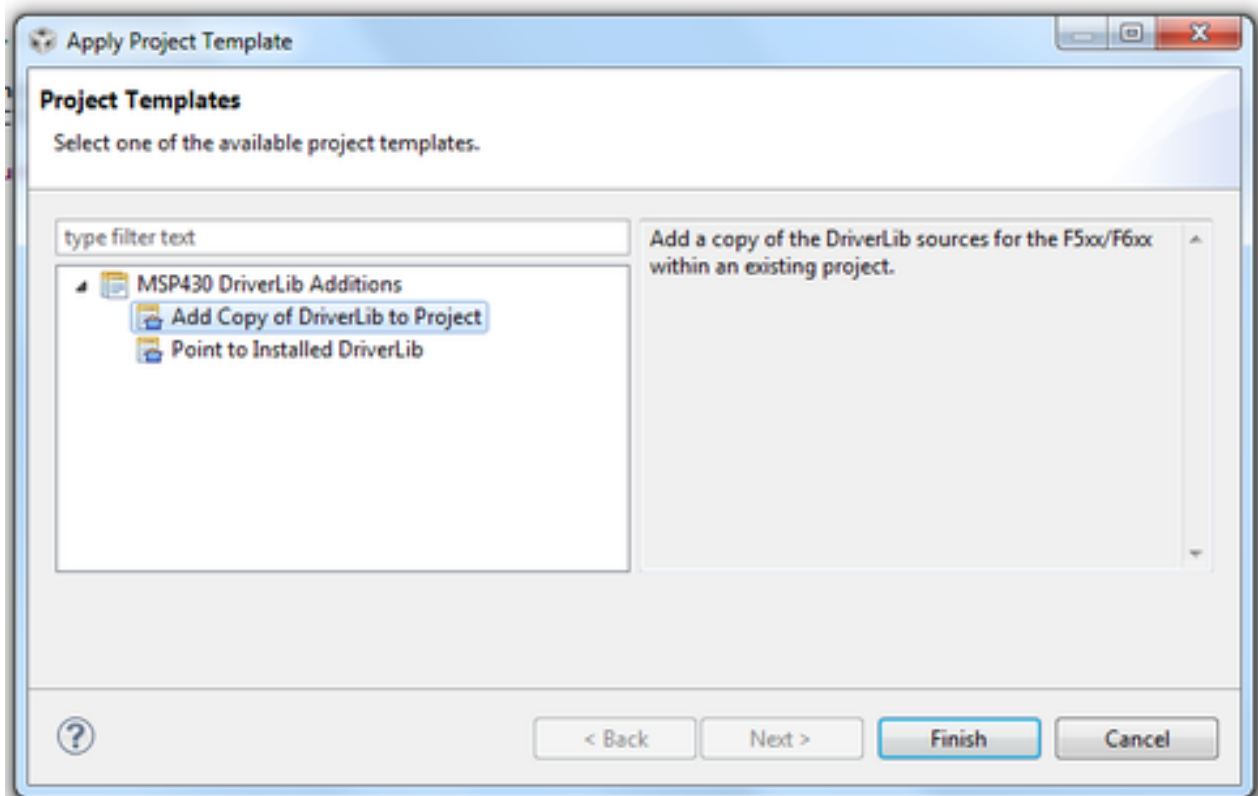 Apply Project Template
Project Templates
Select one of the available project templates.
type filter text
MSP430 DriverLib Additions
Add Copy of DriverLib to Project
Point to Installed DriverLib
Add a copy of the DriverLib sources for the F5xx/F6xx
within an existing project.
?
< Back
Next >
Finish
Cancel